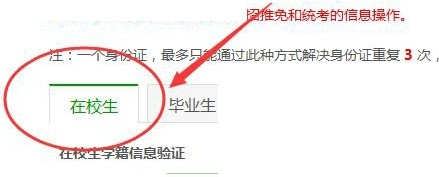 图推免和统考的信息操作。
注：一个身份证，最多只能通过此种方式解决身份证重复 3 次，
在校生 毕业生
在校生学籍信息验证